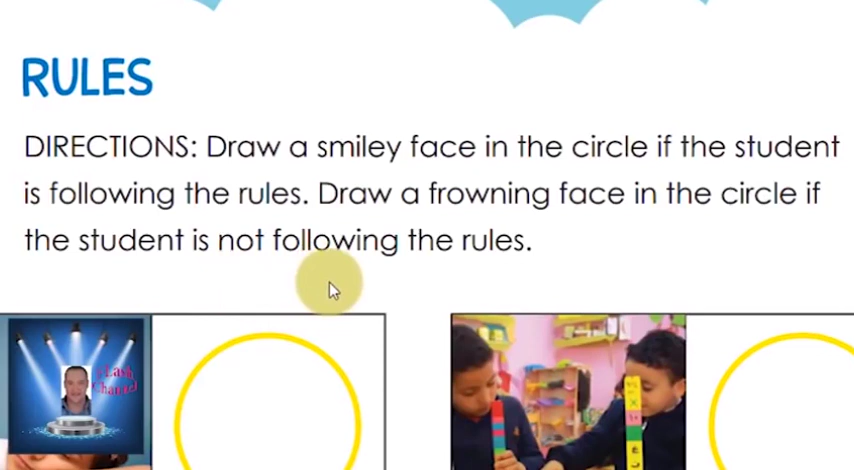 RULES
DIRECTIONS: Draw a smiley face in the circle if the student
is following the rules. Draw a frowning face in the circle if
the student is not following the rules.